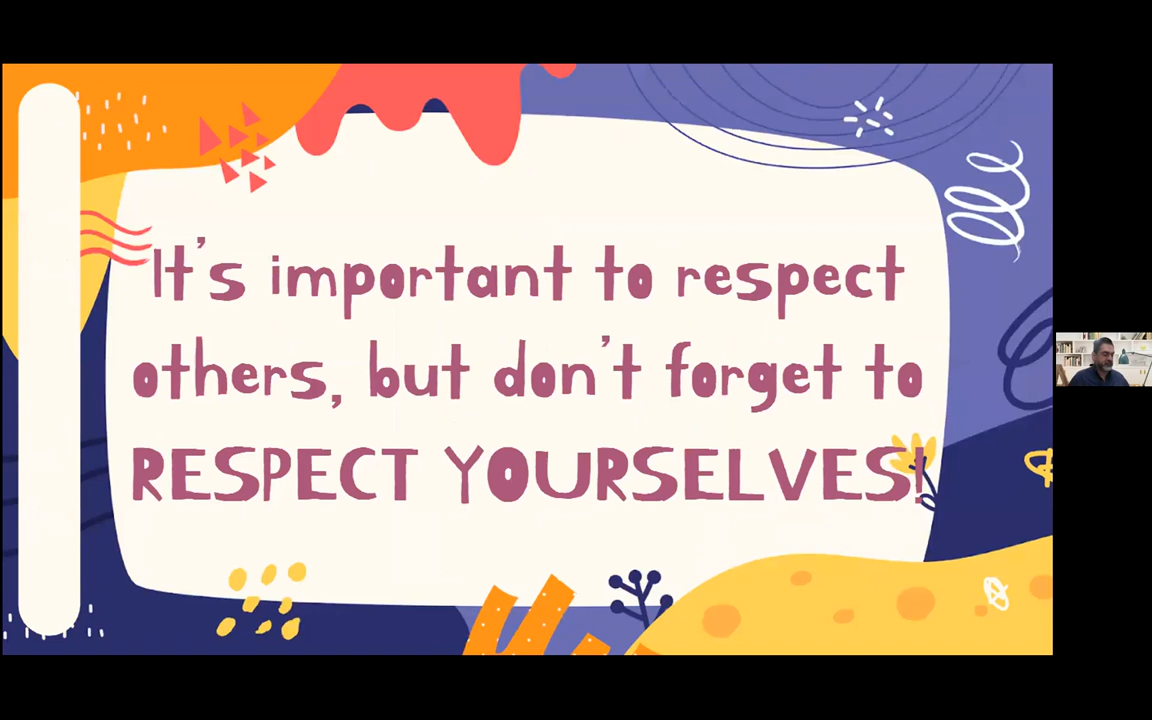 It's important to respect
others, but don't forget to
RESPECT YOURSELVES!